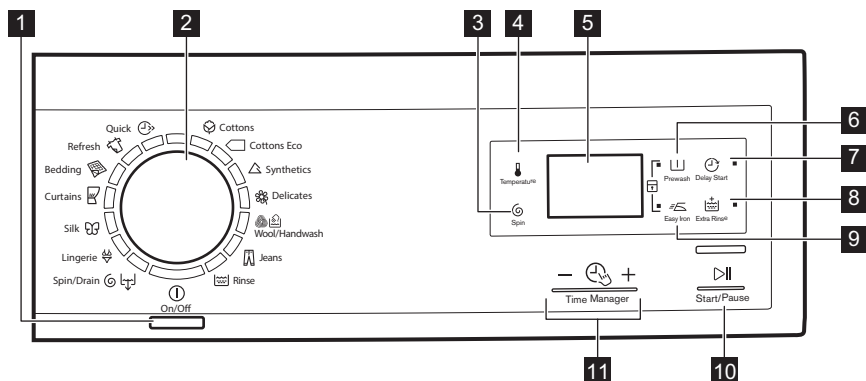 1
2
3
4
5
6
7
8
9
10
11
Quick
Refresh
Bedding
Curtains
Silk
Lingerie
Spin/Drain
Cottons
Cottons Eco
Synthetics
Delicates
Wool/Handwash
Jeans
Rinse
On/Off
Temperature
Spin
Prewash
Delay Start
Easy Iron
Extra Rinse
Time Manager
Start/Pause